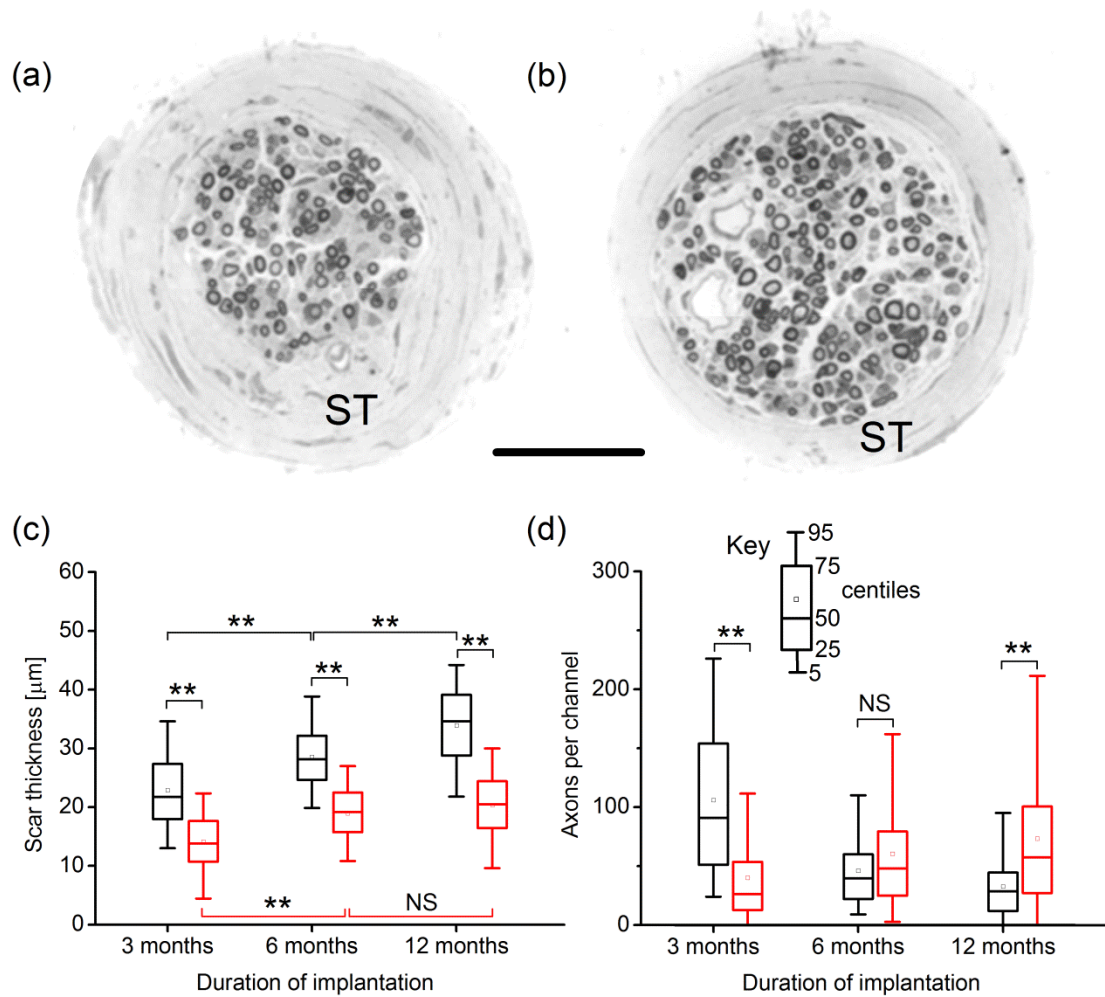 (a)
(b)
ST
ST
(c)
(d)
60
50
40
30
20
10
0
Scar thickness [μm]
**
**
**
**
**
**
NS
3 months
6 months
12 months
Duration of implantation
Key
95
75
50
25
5
centiles
300
200
100
0
Axons per channel
**
NS
**
3 months
6 months
12 months
Duration of implantation